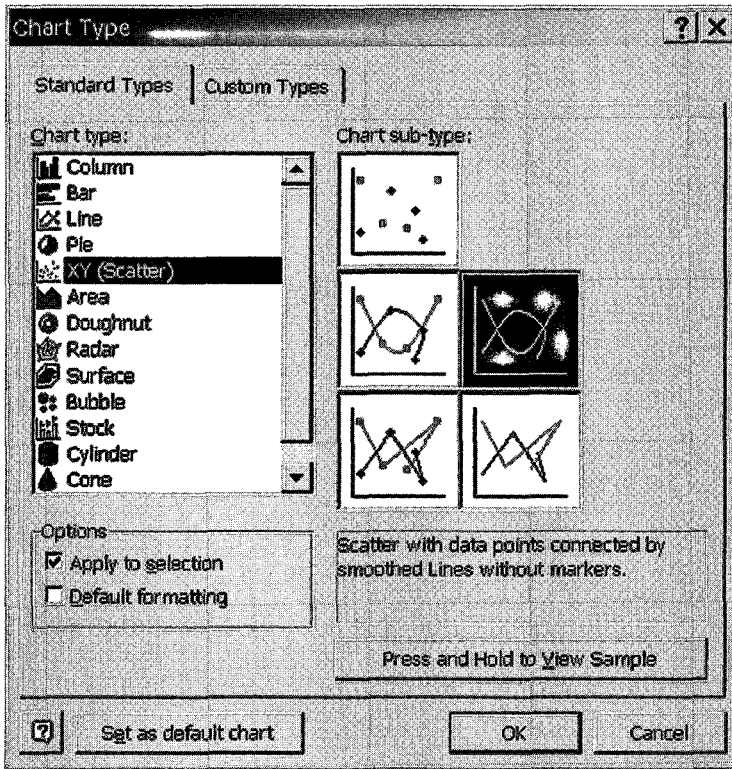 Chart Type
? X
Standard Types
Custom Types
Chart type:
Chart sub-type:
Column
Bar
Line
Pie
XY (Scatter)
Area
Doughnut
Radar
Surface
Bubble
Stock
Cylinder
Cone
Options
Apply to selection
Default formatting
Scatter with data points connected by
smoothed Lines without markers.
Press and Hold to View Sample
?
Set as default chart
OK
Cancel